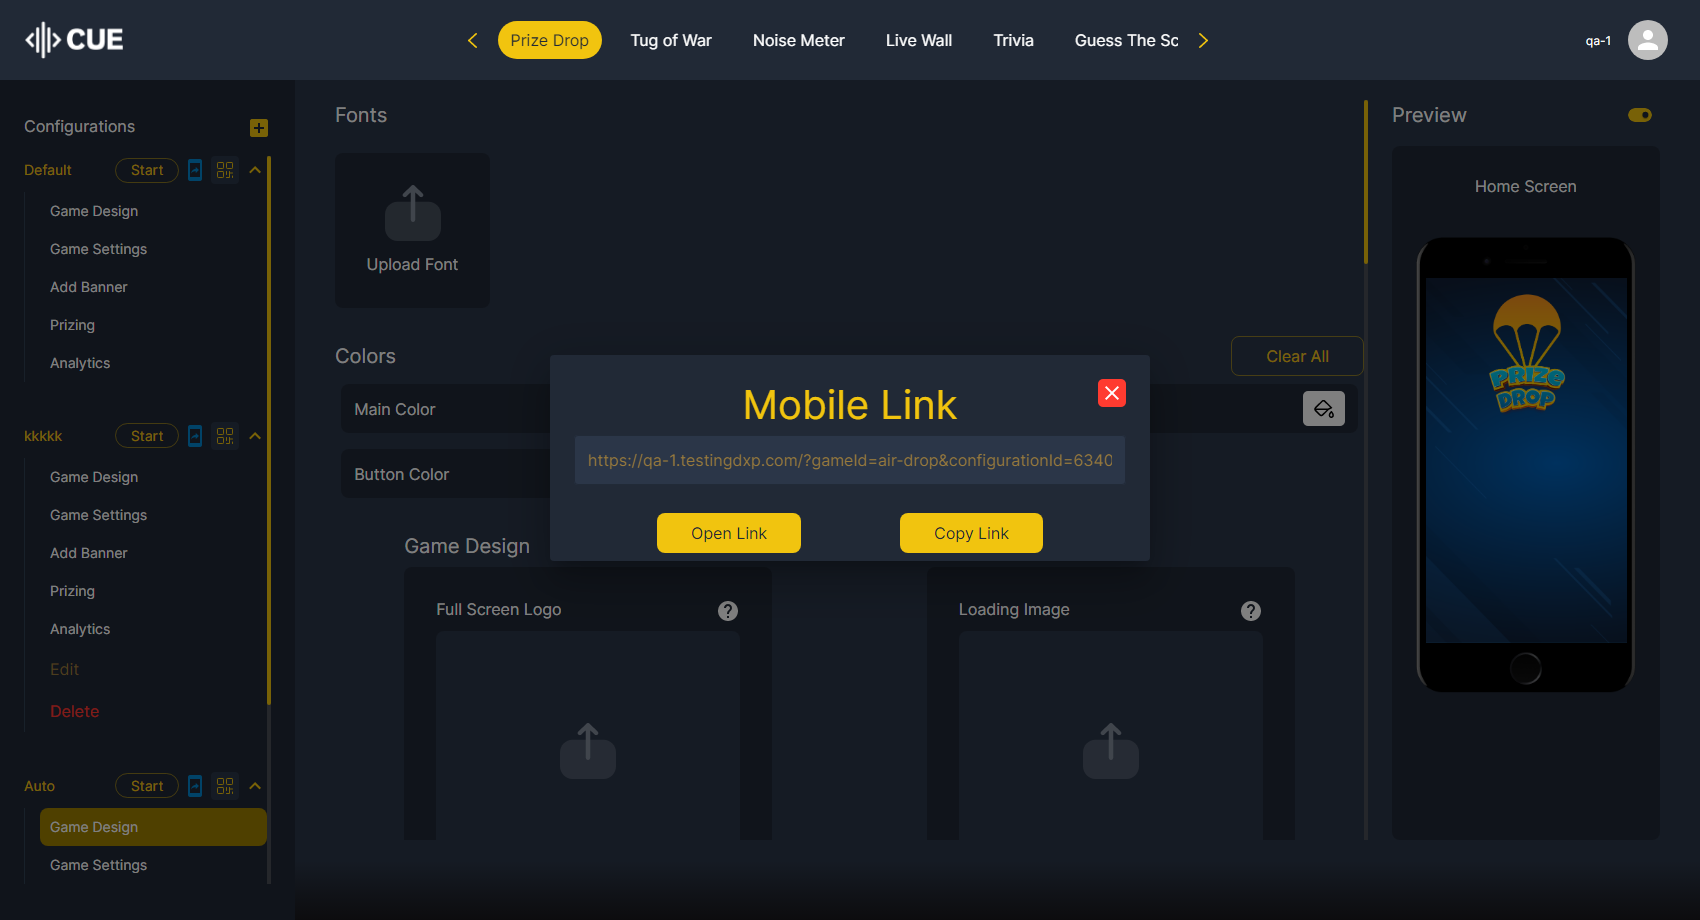 CUE
Prize Drop
Tug of War
Noise Meter
Live Wall
Trivia
Guess The Sc
qa-1
Configurations
Default
Start
Game Design
Game Settings
Add Banner
Prizing
Analytics
kkkkk
Start
Game Design
Game Settings
Add Banner
Prizing
Analytics
Edit
Delete
Auto
Start
Game Design
Game Settings
Fonts
Upload Font
Colors
Clear All
Main Color
Button Color
Mobile Link
https://qa-1.testingdxp.com/?gameId=air-drop&configurationId=6340
Open Link
Copy Link
Game Design
Full Screen Logo
?
Loading Image
?
Preview
Home Screen
PRIZE
DROP